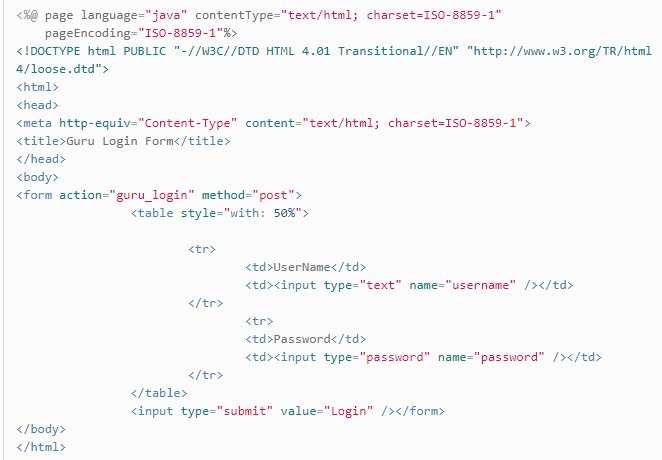 <%@ page language="java" contentType="text/html; charset=ISO-8859-1"
    pageEncoding="ISO-8859-1"%>
<!DOCTYPE html PUBLIC "-//W3C//DTD HTML 4.01 Transitional//EN" "http://www.w3.org/TR/html
4/loose.dtd">
<html>
<head>
<meta http-equiv="Content-Type" content="text/html; charset=ISO-8859-1">
<title>Guru Login Form</title>
</head>
<body>
<form action="guru_login" method="post">
                <table style="with: 50%">
                        <tr>
                                <td>UserName</td>
                                <td><input type="text" name="username" /></td>
                        </tr>
                                <tr>
                                <td>Password</td>
                                <td><input type="password" name="password" /></td>
                        </tr>
                </table>
                <input type="submit" value="Login" /></form>
</body>
</html>